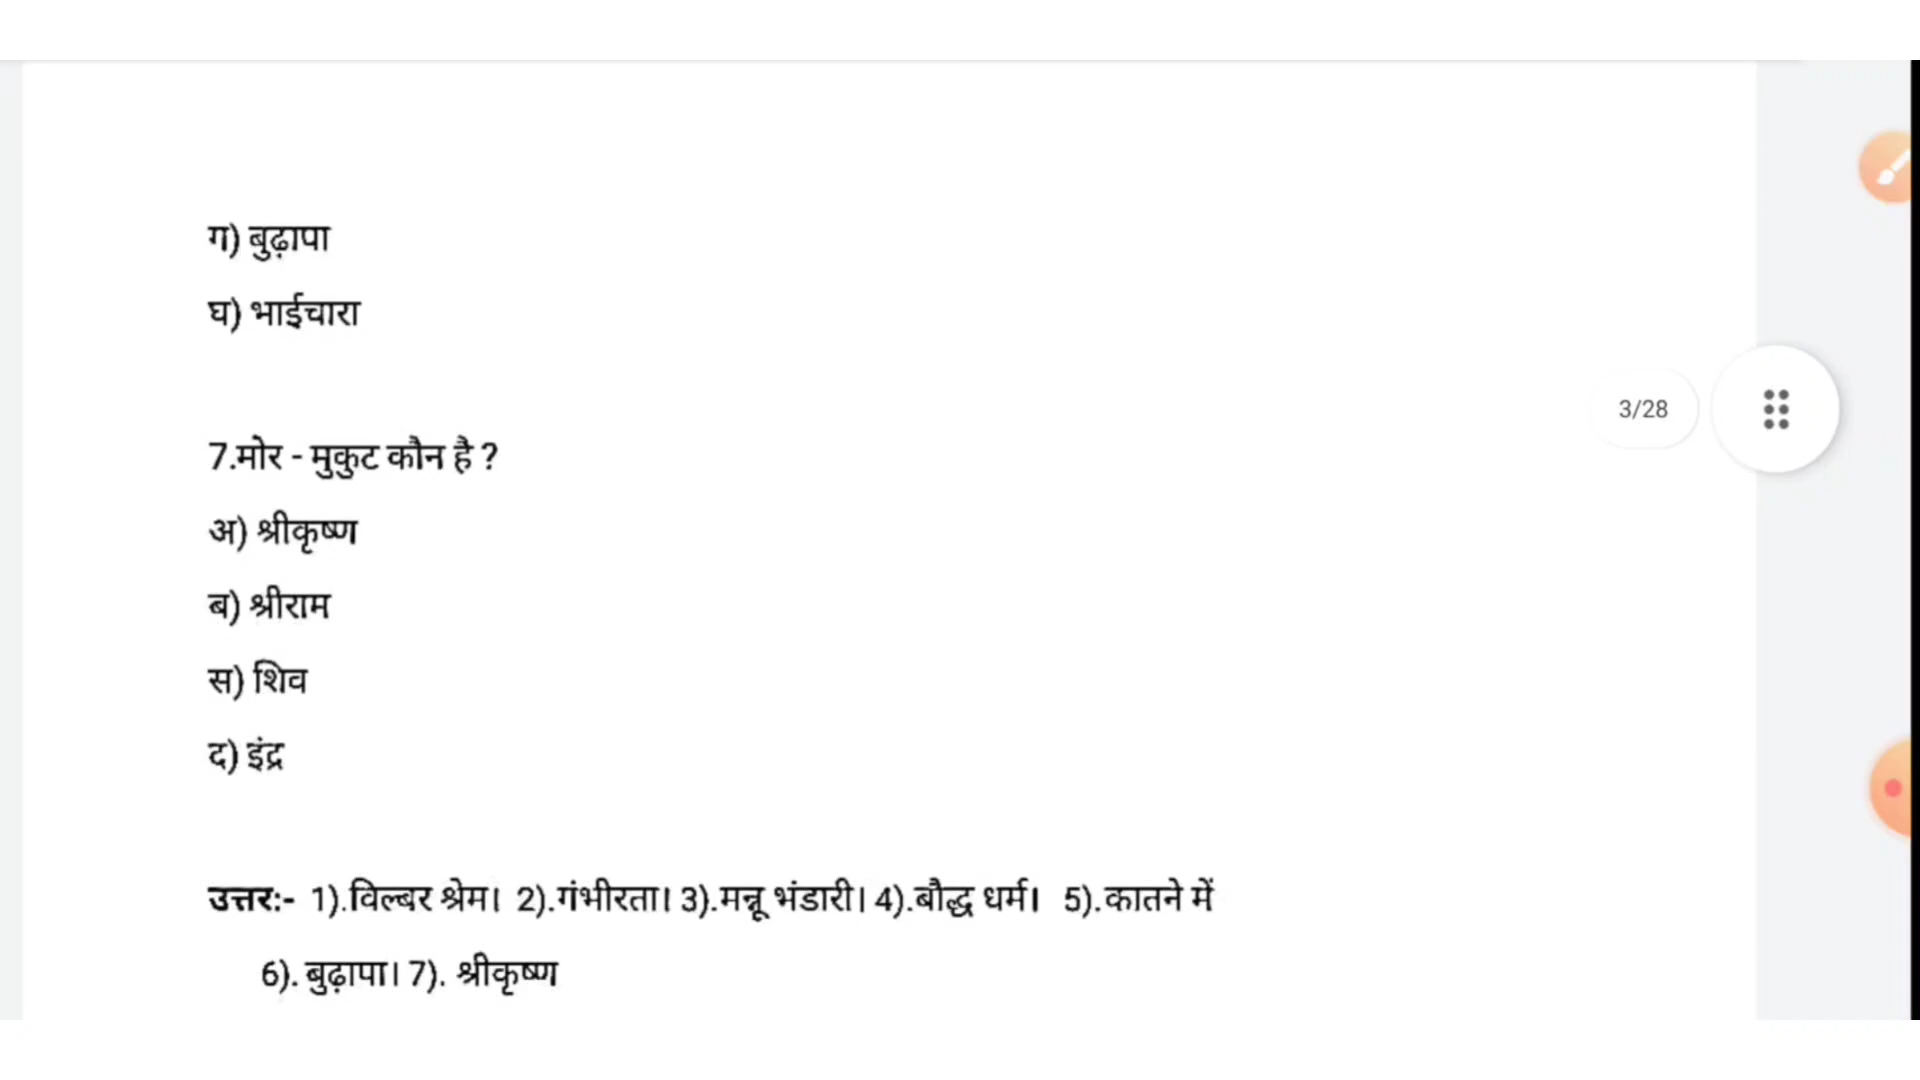 ग) बुढ़ापा
घ) भाईचारा
3/28
7.मोर - मुकुट कौन है ?
अ) श्रीकृष्ण
ब) श्रीराम
स) शिव
द) इंद्र
उत्तर:- 1).विल्बर श्रेम। 2).गंभीरता। 3).मन्नू भंडारी। 4).बौद्ध धर्म। 5).कातने में
6). बुढ़ापा। 7). श्रीकृष्ण